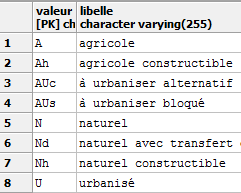 valeur libelle
[PK] ch character varying(255)
1 A agricole
2 Ah agricole constructible
3 AUc à urbaniser alternatif
4 AUs à urbaniser bloqué
5 N naturel
6 Nd naturel avec transfert
7 Nh naturel constructible
8 U urbanisé